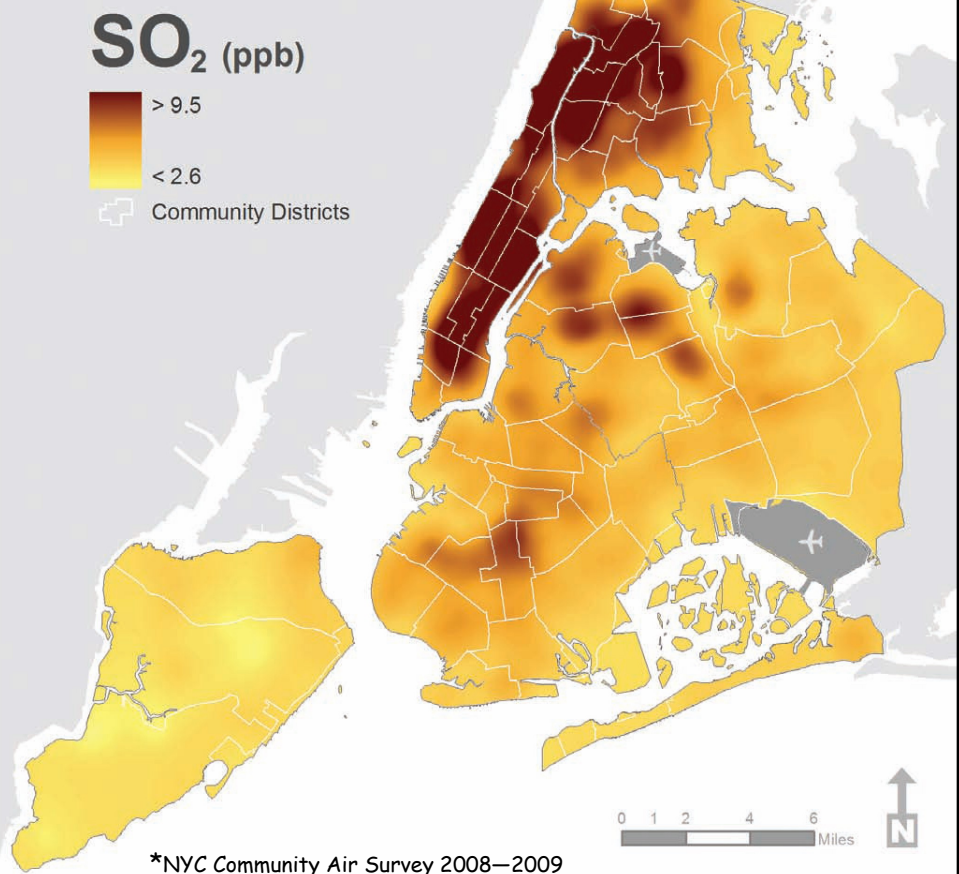 SO₂ (ppb)
> 9.5
< 2.6
Community Districts
0 1 2 4 6
Miles
N
*NYC Community Air Survey 2008—2009